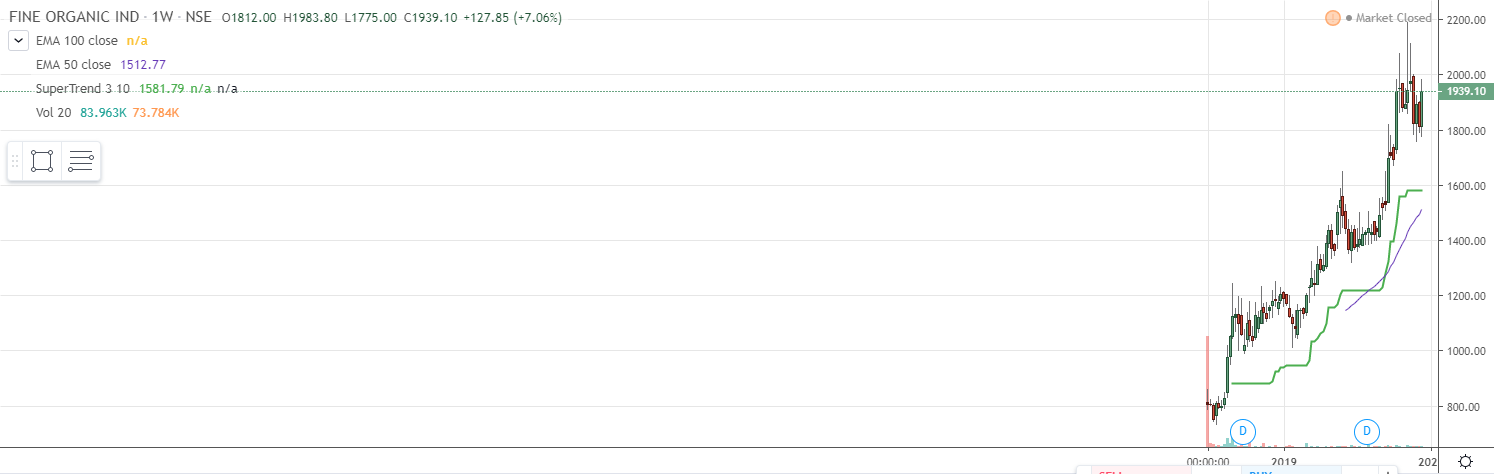 FINE ORGANIC IND · 1W · NSE O1812.00 H1983.80 L1775.00 C1939.10 +127.85 (+7.06%)
Market Closed
EMA 100 close n/a
EMA 50 close 1512.77
SuperTrend 3 10 1581.79 n/a n/a
Vol 20 83.963K 73.784K
2200.00
2000.00
1939.10
1800.00
1600.00
1400.00
1200.00
1000.00
800.00
D D
00:00:00 2019 202